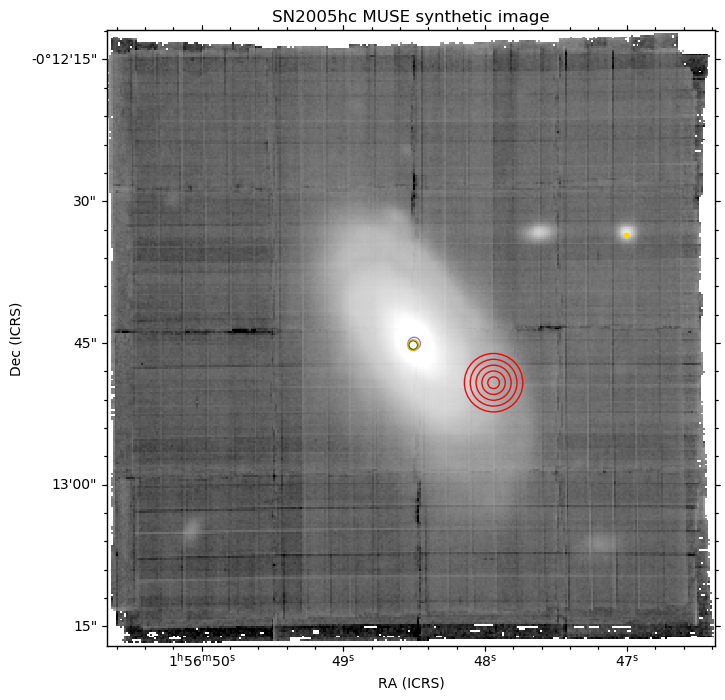 SN2005hc MUSE synthetic image
-0°12'15"
30"
45"
13'00"
15"
Dec (ICRS)
1ʰ56ᵐ50ˢ
49ˢ
48ˢ
47ˢ
RA (ICRS)